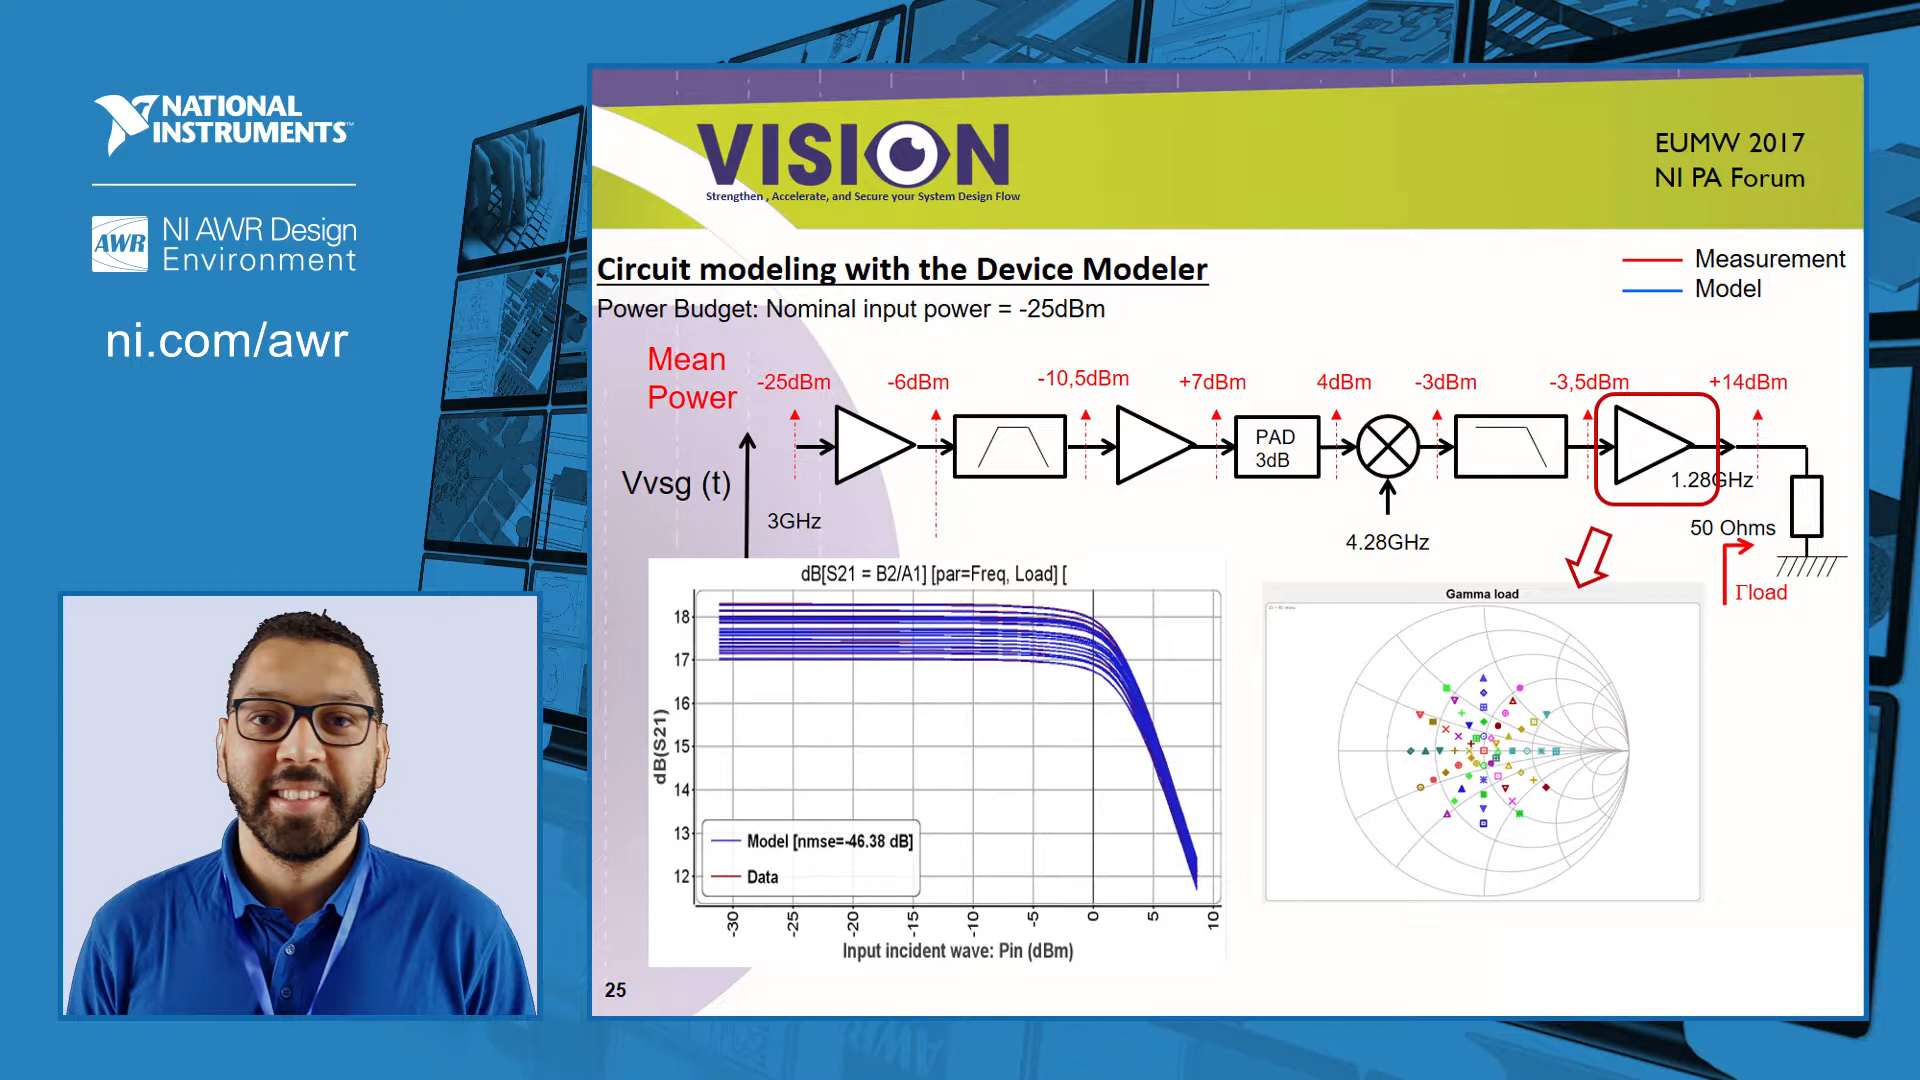 NATIONAL
INSTRUMENTS™
AWR
NI AWR Design
Environment
ni.com/awr
VISION
Strengthen , Accelerate, and Secure your System Design Flow
EUMW 2017
NI PA Forum
Circuit modeling with the Device Modeler
Power Budget: Nominal input power = -25dBm
Measurement
Model
Mean
Power
-25dBm
-6dBm
-10,5dBm
+7dBm
4dBm
-3dBm
-3,5dBm
+14dBm
PAD
3dB
Vvsg (t)
3GHz
4.28GHz
1.28GHz
50 Ohms
Γload
dB[S21 = B2/A1] [par=Freq, Load] [
dB(S21)
18
17
16
15
14
13
12
Model [nmse=-46.38 dB]
Data
-30
-25
-20
-15
-10
-5
0
5
10
Input incident wave: Pin (dBm)
Gamma load
25